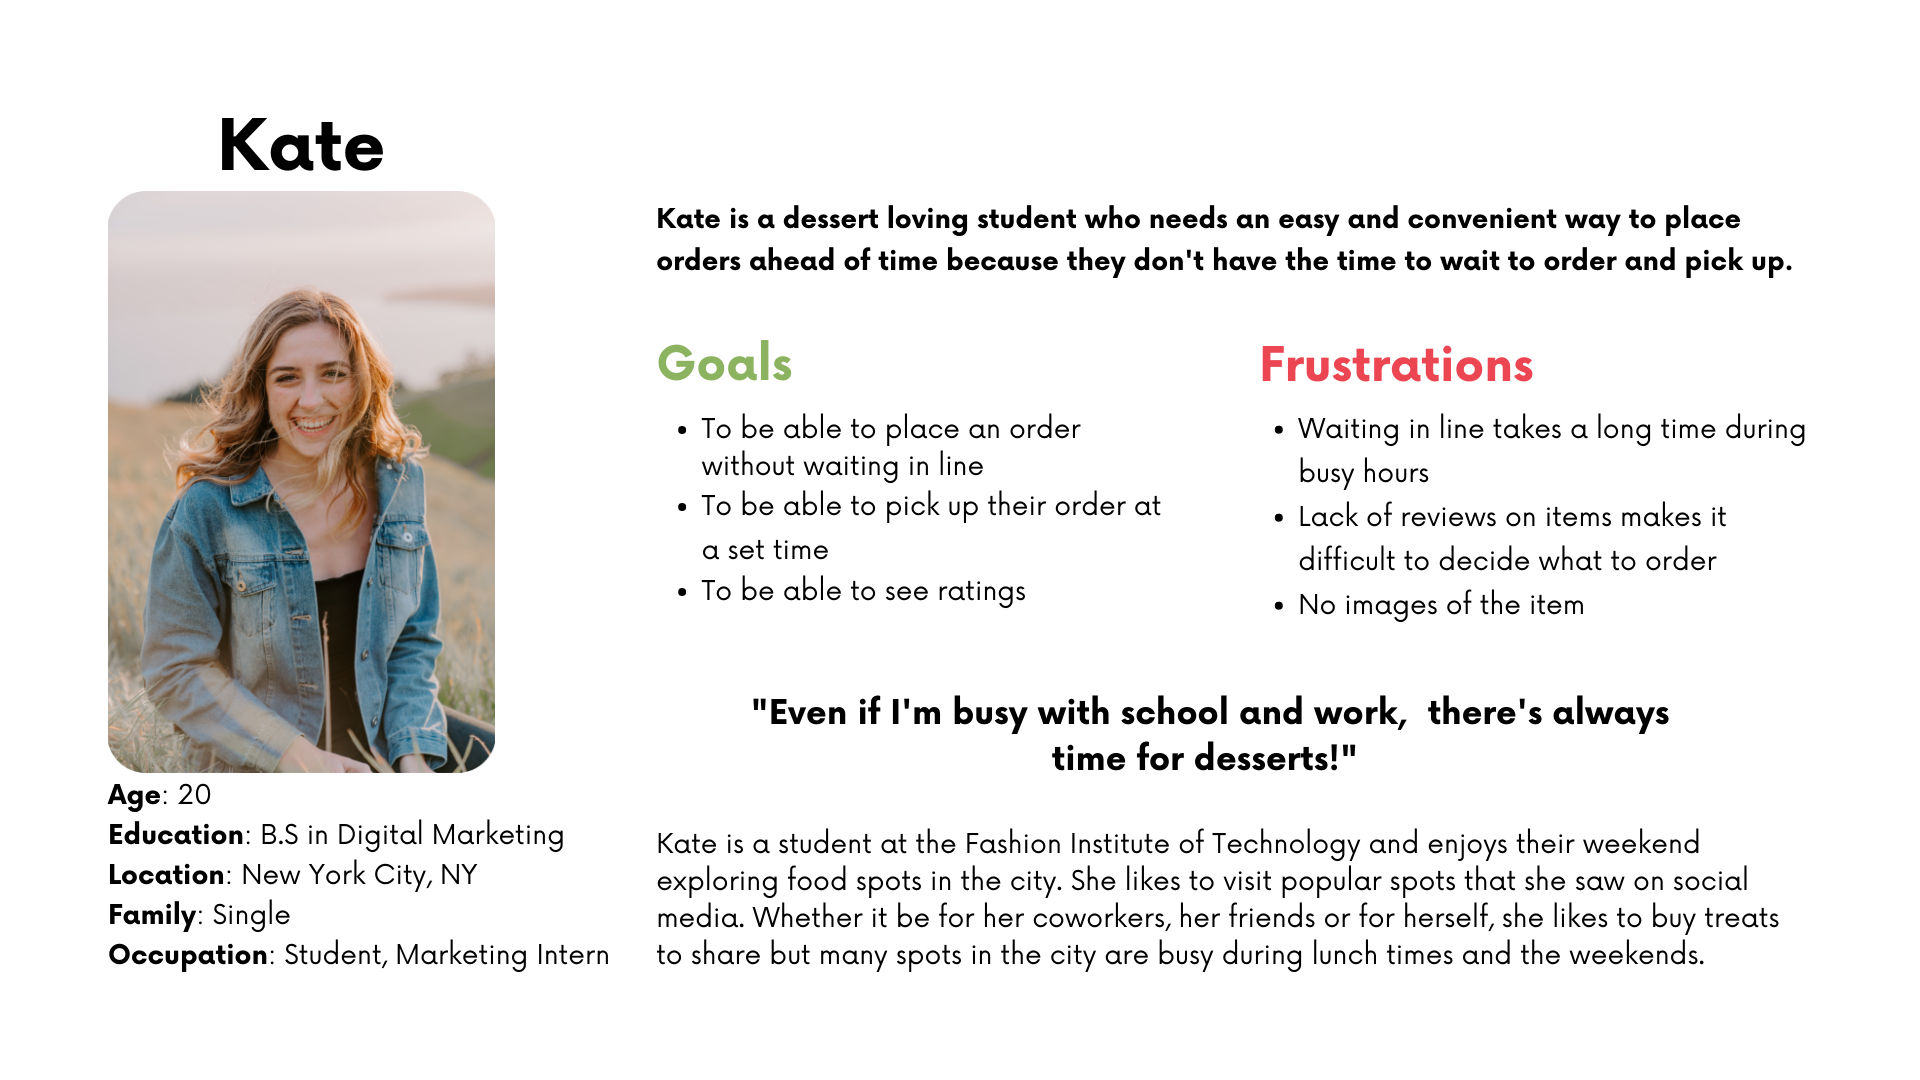 Kate
Kate is a dessert loving student who needs an easy and convenient way to place
orders ahead of time because they don't have the time to wait to order and pick up.
Goals
• To be able to place an order
without waiting in line
• To be able to pick up their order at
a set time
• To be able to see ratings
Frustrations
• Waiting in line takes a long time during
busy hours
• Lack of reviews on items makes it
difficult to decide what to order
• No images of the item
"Even if I'm busy with school and work,  there's always
time for desserts!"
Age: 20
Education: B.S in Digital Marketing
Location: New York City, NY
Family: Single
Occupation: Student, Marketing Intern
Kate is a student at the Fashion Institute of Technology and enjoys their weekend
exploring food spots in the city. She likes to visit popular spots that she saw on social
media. Whether it be for her coworkers, her friends or for herself, she likes to buy treats
to share but many spots in the city are busy during lunch times and the weekends.